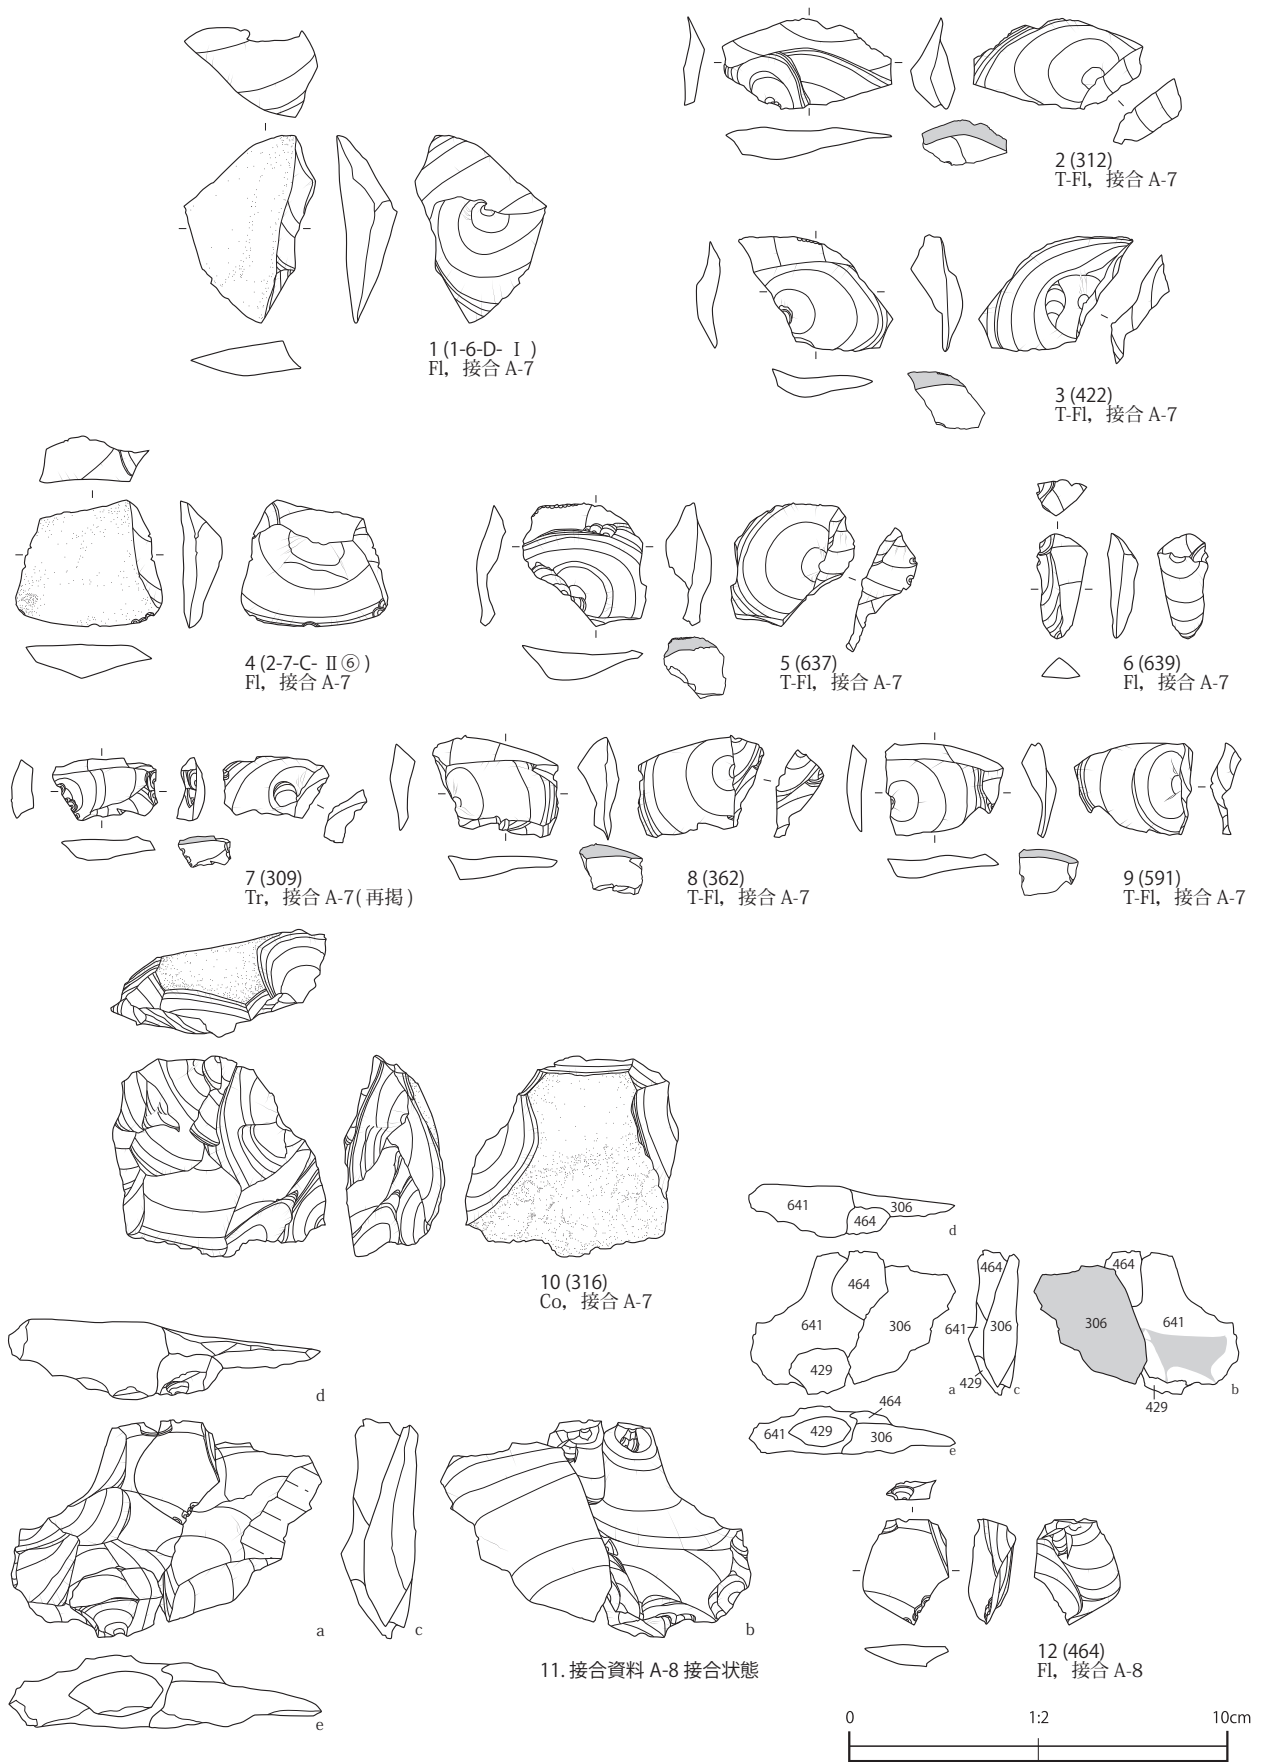 1 (1-6-D- Ⅰ )
Fl, 接合 A-7
2 (312)
T-Fl, 接合 A-7
3 (422)
T-Fl, 接合 A-7
4 (2-7-C- Ⅱ⑥ )
Fl, 接合 A-7
5 (637)
T-Fl, 接合 A-7
6 (639)
Fl, 接合 A-7
7 (309)
Tr, 接合 A-7( 再掲 )
8 (362)
T-Fl, 接合 A-7
9 (591)
T-Fl, 接合 A-7
10 (316)
Co, 接合 A-7
641
464
306
d
464
641
306
429
a
464
641
306
429
c
464
306
641
429
b
464
641
429
306
e
d
a
c
b
e
11. 接合資料 A-8 接合状態
12 (464)
Fl, 接合 A-8
0 1:2 10cm